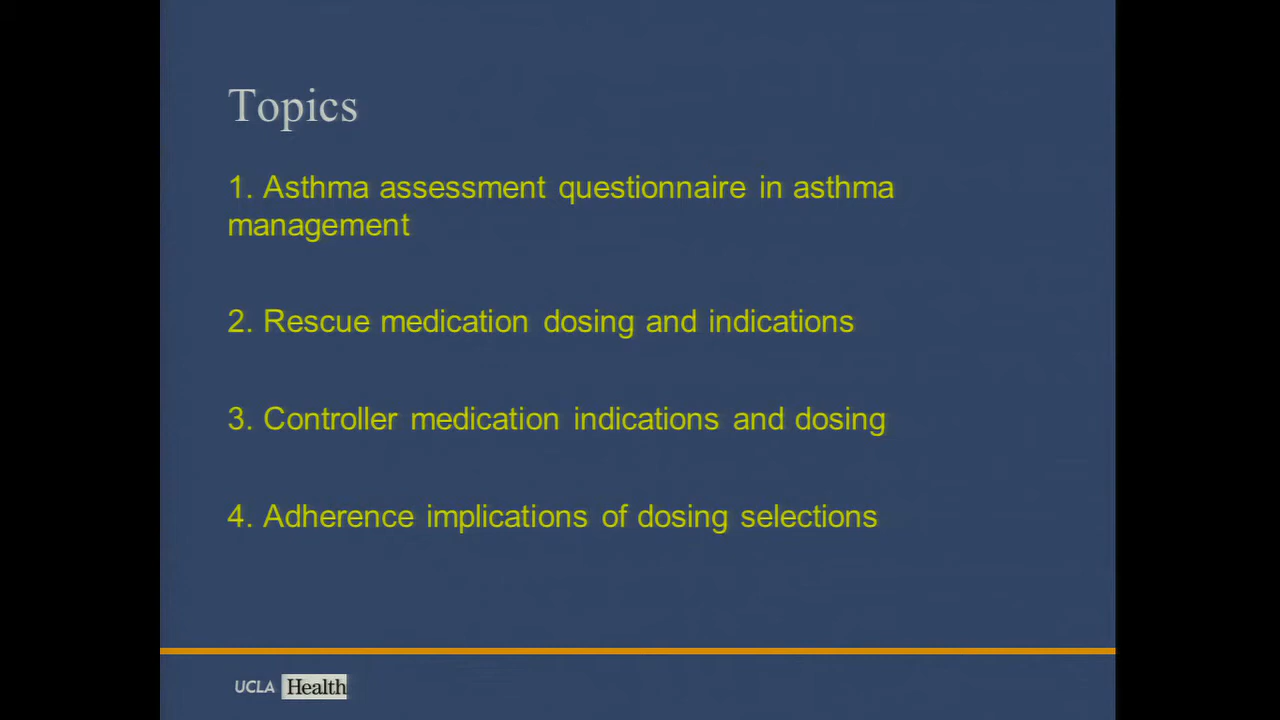 Topics
1. Asthma assessment questionnaire in asthma
management
2. Rescue medication dosing and indications
3. Controller medication indications and dosing
4. Adherence implications of dosing selections
UCLA Health